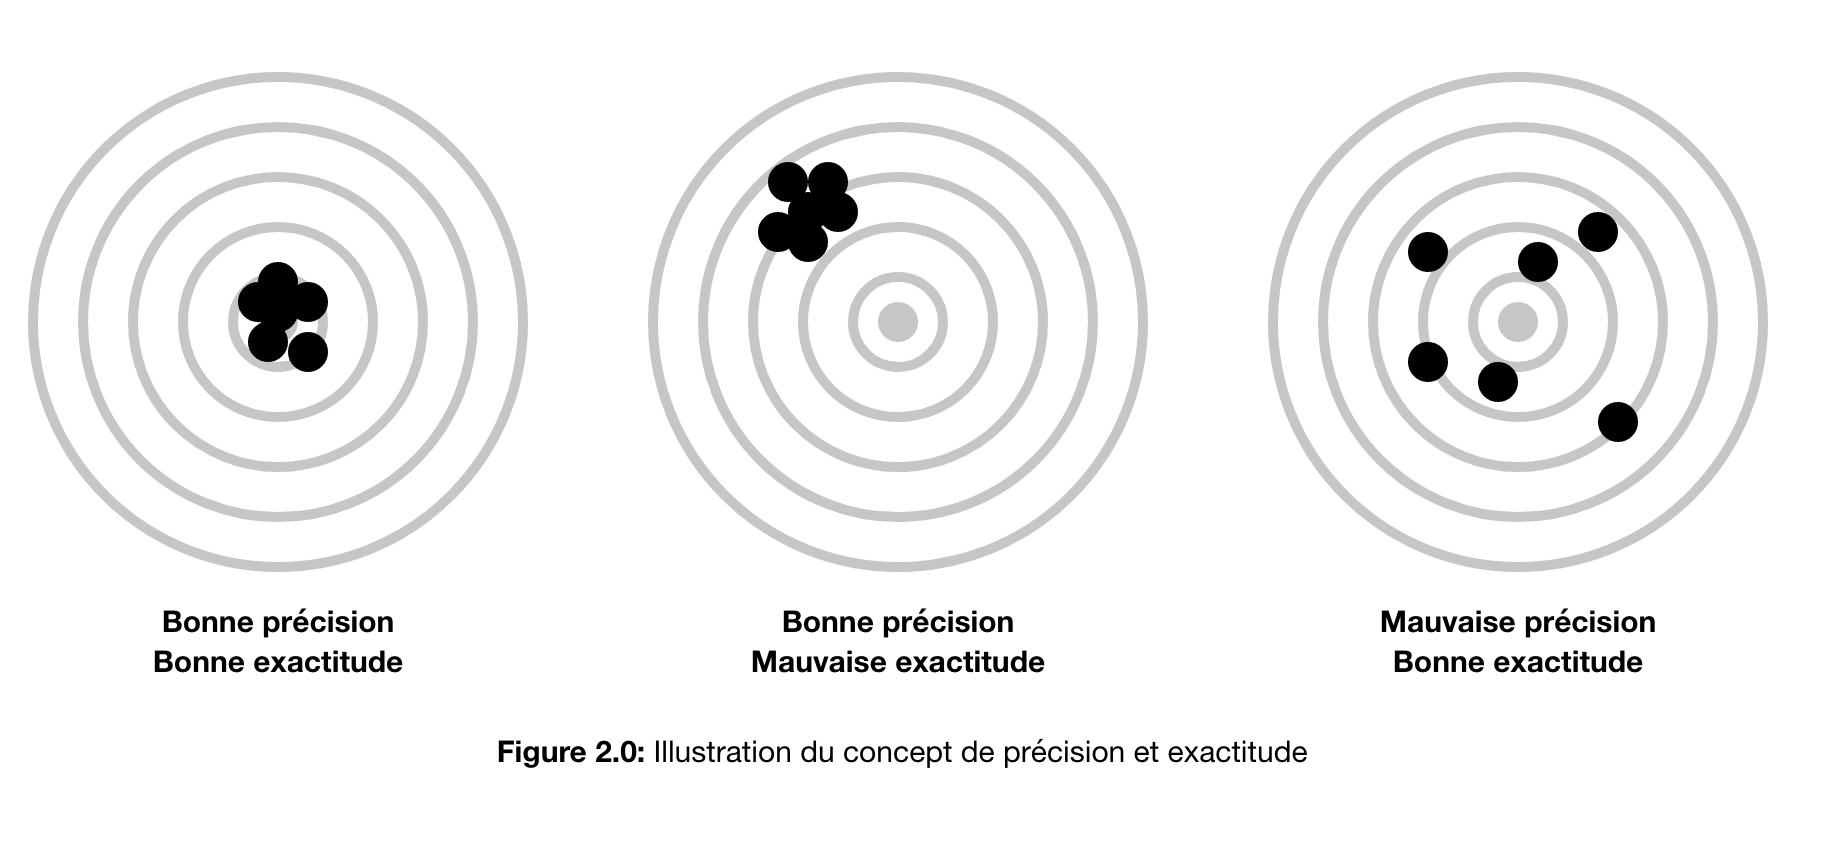 Bonne précision
Bonne exactitude
Bonne précision
Mauvaise exactitude
Mauvaise précision
Bonne exactitude
Figure 2.0: Illustration du concept de précision et exactitude